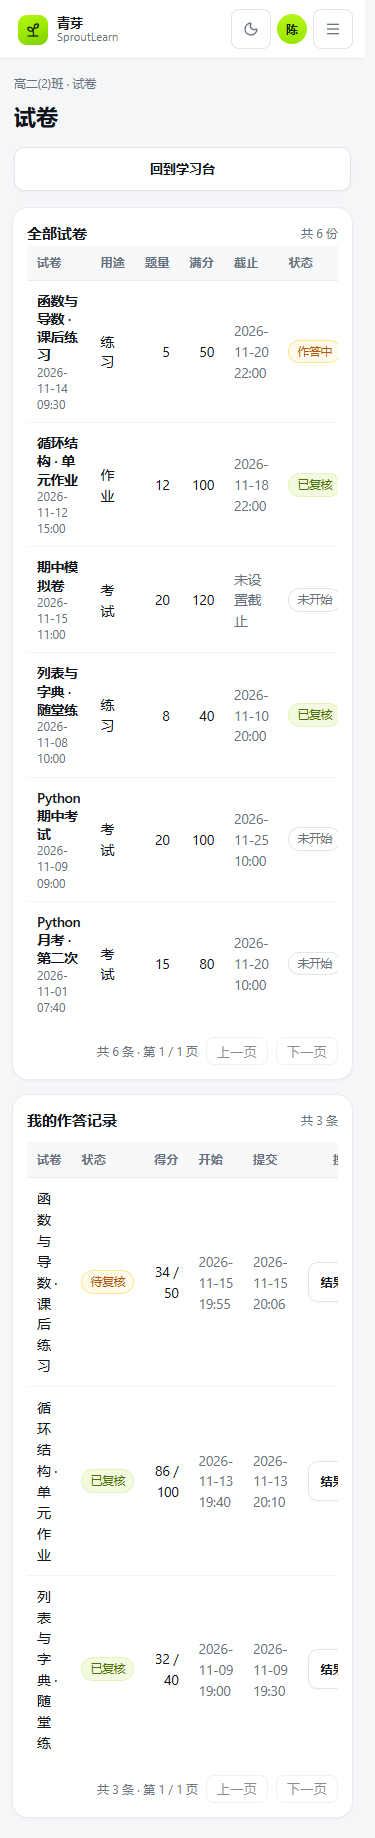 青芽
SproutLearn
陈
高二(2)班 · 试卷
试卷
回到学习台
全部试卷
共 6 份
试卷 用途 题量 满分 截止 状态
函数与
导数 ·
课后练
习
2026-
11-14
09:30
练
习
5
50
2026-
11-20
22:00
作答中
循环结
构 · 单
元作业
2026-
11-12
15:00
作
业
12
100
2026-
11-18
22:00
已复核
期中模
拟卷
2026-
11-15
11:00
考
试
20
120
未设
置截
止
未开始
列表与
字典 ·
随堂练
2026-
11-08
10:00
练
习
8
40
2026-
11-10
20:00
已复核
Python
期中考
试
2026-
11-09
09:00
考
试
20
100
2026-
11-25
10:00
未开始
Python
月考 ·
第二次
2026-
11-01
07:40
考
试
15
80
2026-
11-20
10:00
未开始
共 6 条 · 第 1 / 1 页 上一页 下一页
我的作答记录
共 3 条
试卷 状态 得分 开始 提交
函
数
与
导
数 ·
课
后
练
习
待复核
34 /
50
2026-
11-15
19:55
2026-
11-15
20:06
结
循
环
结
构 ·
单
元
作
业
已复核
86 /
100
2026-
11-13
19:40
2026-
11-13
20:10
结
列
表
与
字
典 ·
随
堂
练
已复核
32 /
40
2026-
11-09
19:00
2026-
11-09
19:30
结
共 3 条 · 第 1 / 1 页 上一页 下一页